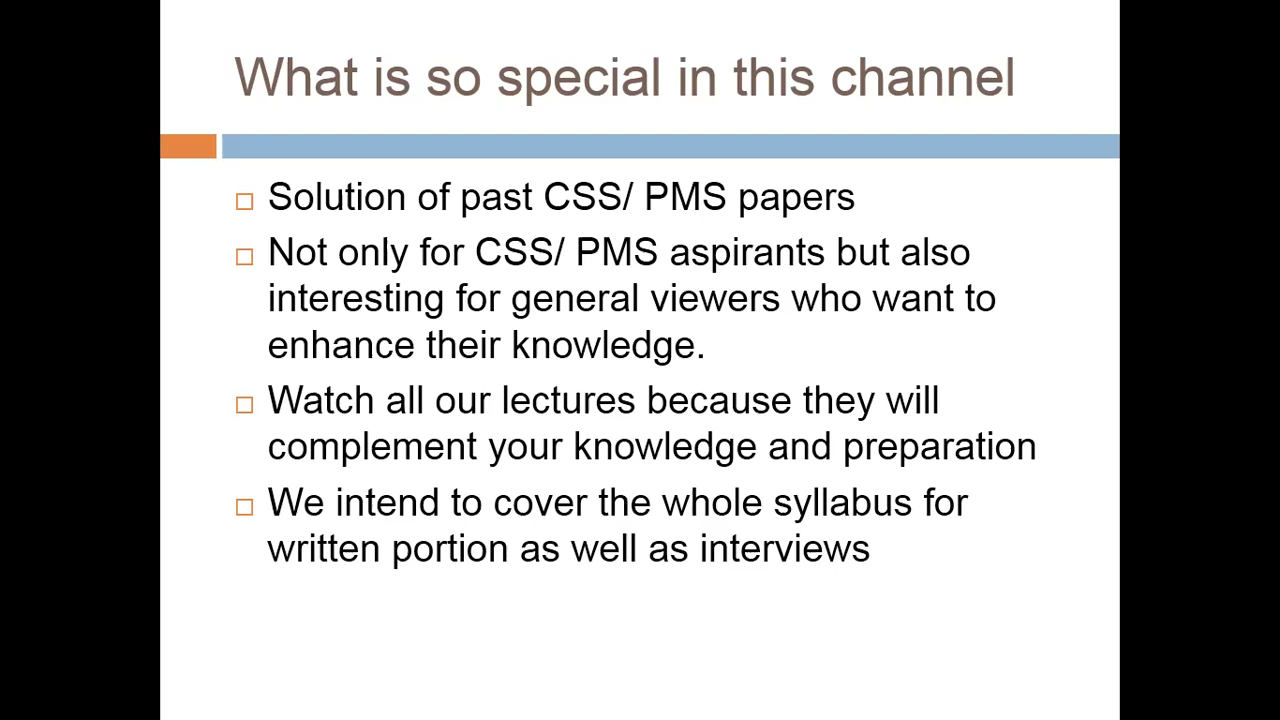 What is so special in this channel
Solution of past CSS/ PMS papers
Not only for CSS/ PMS aspirants but also
interesting for general viewers who want to
enhance their knowledge.
Watch all our lectures because they will
complement your knowledge and preparation
We intend to cover the whole syllabus for
written portion as well as interviews